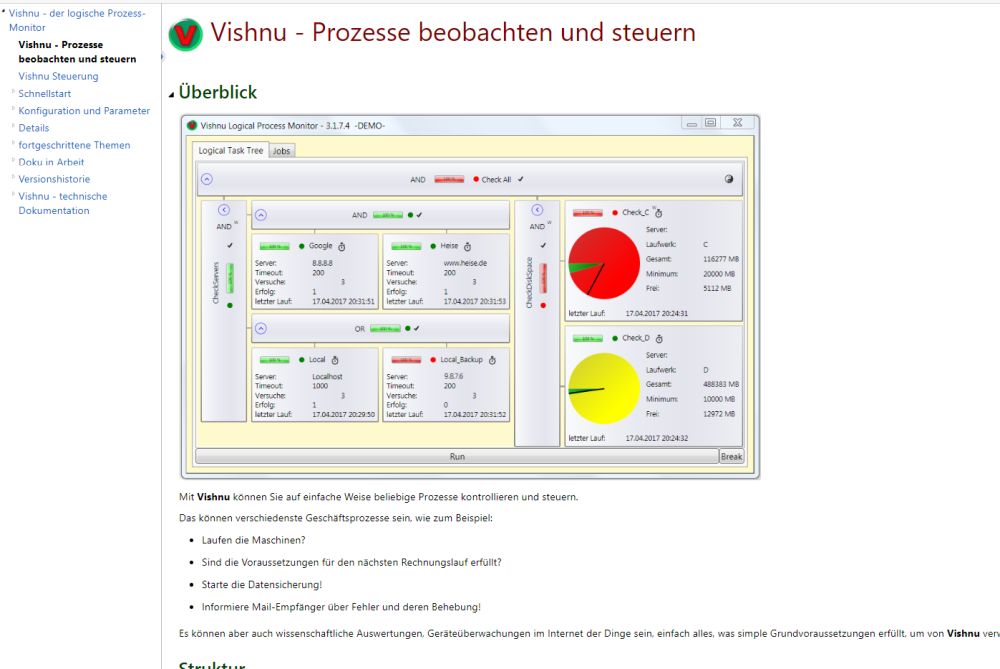 Vishnu - der logische Prozess-
Monitor
Vishnu - Prozesse
beobachten und steuern
Vishnu Steuerung
Schnellstart
Konfiguration und Parameter
Details
fortgeschrittene Themen
Doku in Arbeit
Versionshistorie
Vishnu - technische
Dokumentation
V Vishnu - Prozesse beobachten und steuern
Überblick
Vishnu Logical Process Monitor - 3.1.7.4 -DEMO-
Logical Task Tree Jobs
AND 100 % Check All
AND W
CheckServers
100 %
AND 100 %
100 % Google
Server: 8.8.8.8
Timeout: 200
Versuche: 3
Erfolg: 1
letzter Lauf: 17.04.2017 20:31:51
100 % Heise
Server: www.heise.de
Timeout: 200
Versuche: 3
Erfolg: 1
letzter Lauf: 17.04.2017 20:31:53
OR 100 %
100 % Local
Server: Localhost
Timeout: 1000
Versuche: 3
Erfolg: 1
letzter Lauf: 17.04.2017 20:29:50
100 % Local_Backup
Server: 9.8.7.6
Timeout: 200
Versuche: 3
Erfolg: 0
letzter Lauf: 17.04.2017 20:31:52
AND W
CheckDiskSpace
100 %
100 % Check_C W
Server:
Laufwerk: C
Gesamt: 116277 MB
Minimum: 20000 MB
Frei: 5112 MB
letzter Lauf: 17.04.2017 20:24:31
100 % Check_D
Server:
Laufwerk: D
Gesamt: 488383 MB
Minimum: 10000 MB
Frei: 12972 MB
letzter Lauf: 17.04.2017 20:24:32
Run Break
Mit Vishnu können Sie auf einfache Weise beliebige Prozesse kontrollieren und steuern.
Das können verschiedenste Geschäftsprozesse sein, wie zum Beispiel:
• Laufen die Maschinen?
• Sind die Voraussetzungen für den nächsten Rechnungslauf erfüllt?
• Starte die Datensicherung!
• Informiere Mail-Empfänger über Fehler und deren Behebung!
Es können aber auch wissenschaftliche Auswertungen, Geräteüberwachungen im Internet der Dinge sein, einfach alles, was simple Grundvoraussetzungen erfüllt, um von Vishnu verw
Struktur